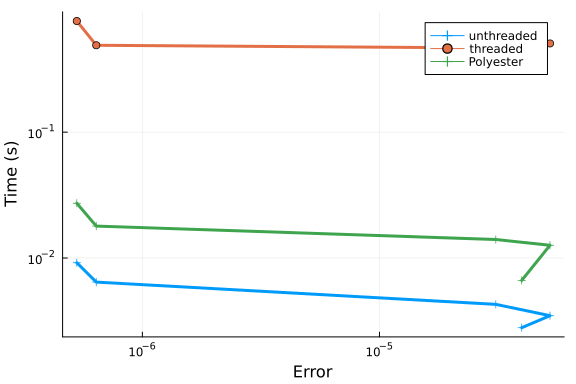 unthreaded
threaded
Polyester
10⁻¹
10⁻²
Time (s)
10⁻⁶
10⁻⁵
Error